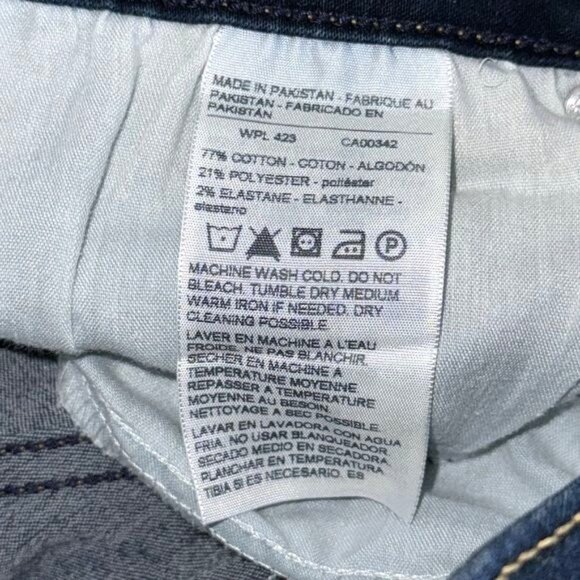 MADE IN PAKISTAN - FABRIQUE AU
PAKISTAN - FABRICADO EN
PAKISTÁN
WPL 423 CA00342
77% COTTON - COTON - ALGODÓN
21% POLYESTER - poliéster
2% ELASTANE - ELASTHANNE -
elastano
P
MACHINE WASH COLD. DO NOT
BLEACH. TUMBLE DRY MEDIUM.
WARM IRON IF NEEDED. DRY
CLEANING POSSIBLE.
LAVER EN MACHINE A L'EAU
FROIDE. NE PAS BLANCHIR.
SECHER EN MACHINE A
TEMPERATURE MOYENNE
REPASSER A TEMPERATURE
MOYENNE AU BESOIN.
NETTOYAGE A SEC POSSIBLE.
LAVAR EN LAVADORA CON AGUA
FRIA. NO USAR BLANQUEADOR.
SECADO MEDIO EN SECADORA
PLANCHAR EN TEMPERATURA
TIBIA SI ES NECESARIO. ES